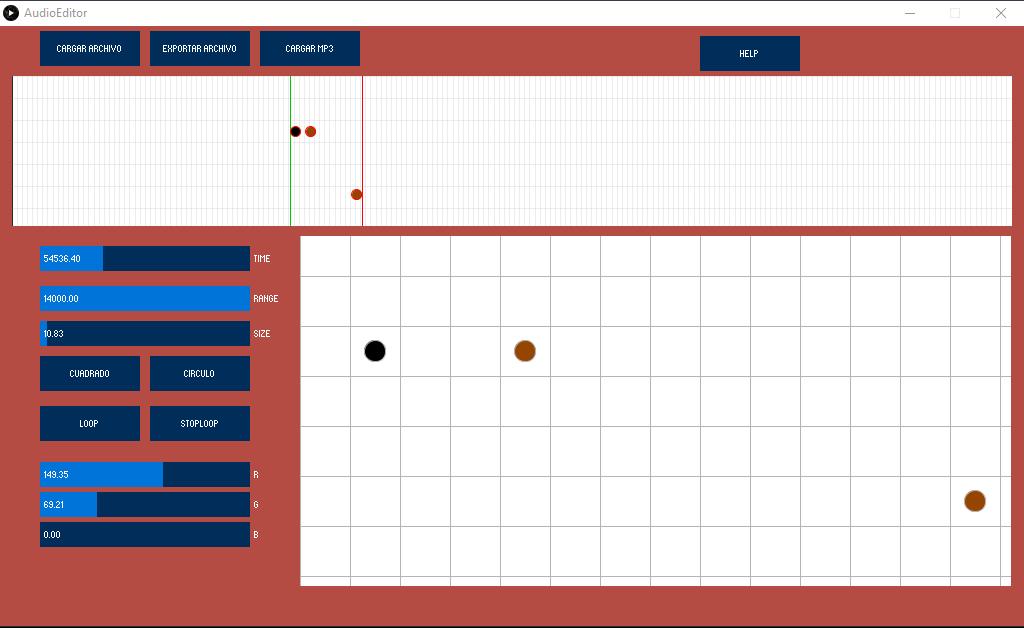 AudioEditor
CARGAR ARCHIVO
EXPORTAR ARCHIVO
CARGAR MP3
HELP
54536.40 TIME
14000.00 RANGE
10.83 SIZE
CUADRADO
CIRCULO
LOOP
STOPLOOP
149.35 R
69.21 G
0.00 B